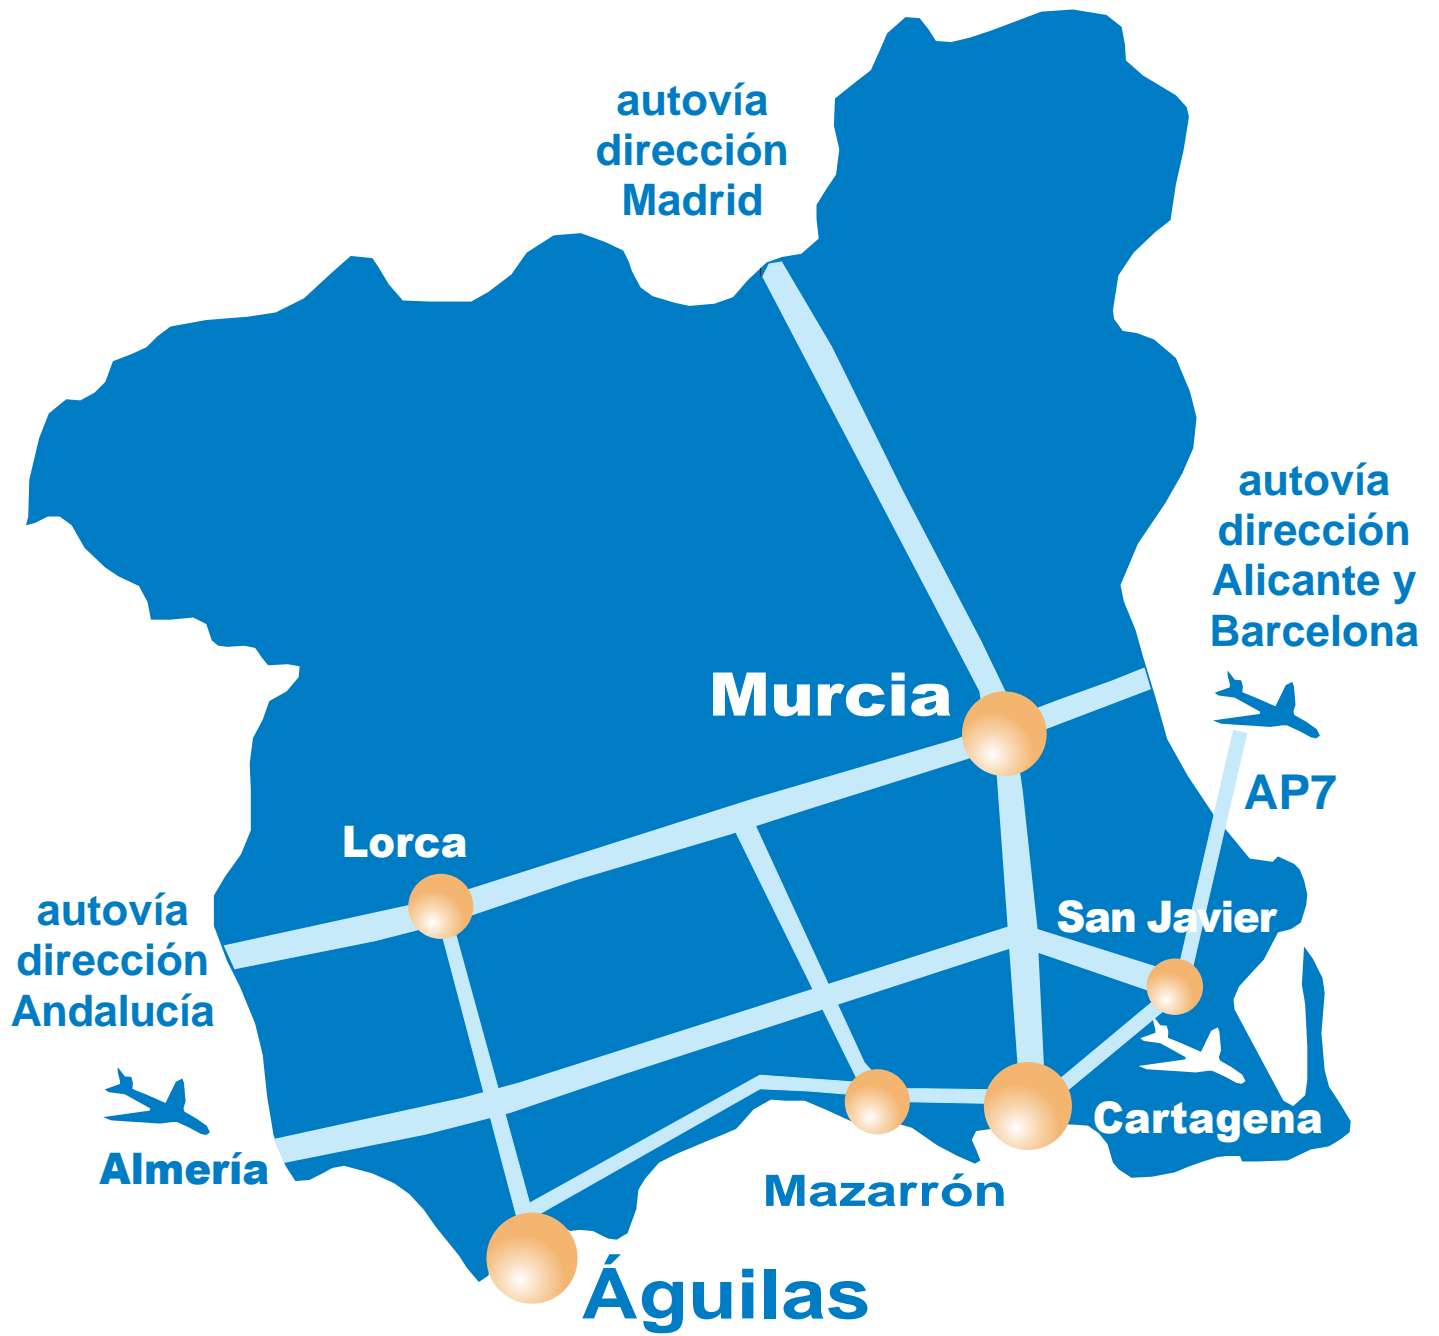 autovía
dirección
Madrid
autovía
dirección
Alicante y
Barcelona
Murcia
AP7
Lorca
autovía
dirección
Andalucía
San Javier
Almería
Cartagena
Mazarrón
Águilas